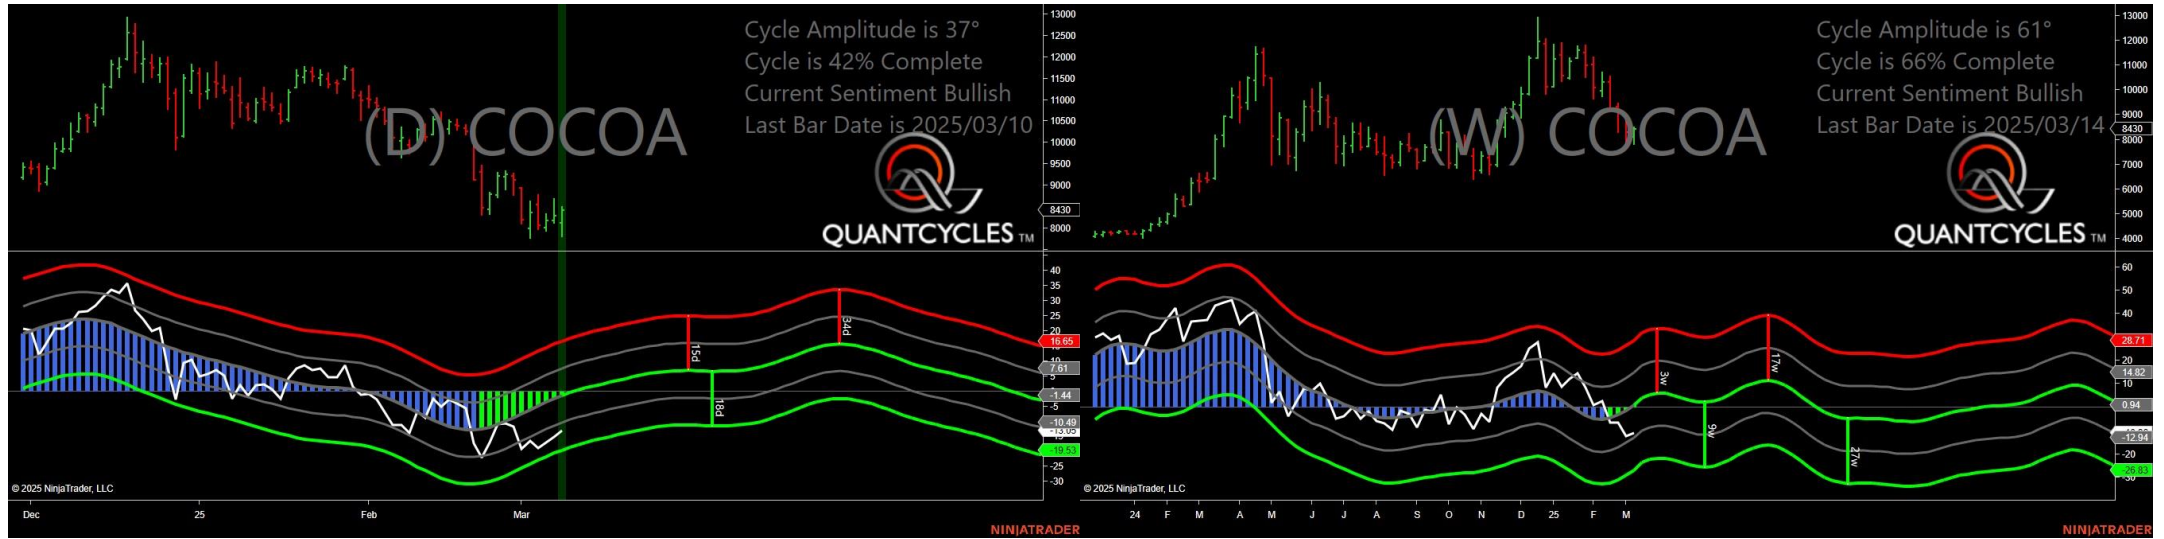 Cycle Amplitude is 37°
Cycle is 42% Complete
Current Sentiment Bullish
Last Bar Date is 2025/03/10
(D) COCOA
QUANTCYCLES TM
13000
12500
12000
11500
11000
10500
10000
9500
9000
8430
8000
40
35
30
25
20
16.65
10
7.61
5
-1.44
-5
-10.49
-13.05
-19.53
-25
-30
15d
18d
34d
© 2025 NinjaTrader, LLC
Dec
25
Feb
Mar
NINJATRADER
Cycle Amplitude is 61°
Cycle is 66% Complete
Current Sentiment Bullish
Last Bar Date is 2025/03/14
(W) COCOA
QUANTCYCLES TM
13000
12000
11000
10000
9000
8430
8000
7000
6000
5000
4000
60
50
40
28.71
20
14.82
10
0.94
-12.94
-20
-26.83
-30
3w
9w
17w
27w
© 2025 NinjaTrader, LLC
24 F M A M J J A S O N D 25 F M
NINJATRADER